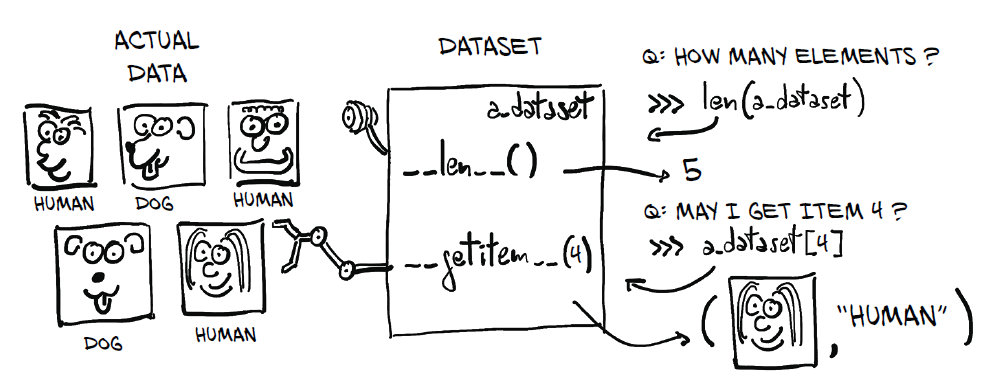 ACTUAL
DATA
HUMAN
DOG
HUMAN
DOG
HUMAN
DATASET
a_dataset
__len__()
__getitem__(4)
Q: HOW MANY ELEMENTS ?
>>> len(a_dataset)
5
Q: MAY I GET ITEM 4 ?
>>> a_dataset[4]
( , "HUMAN" )